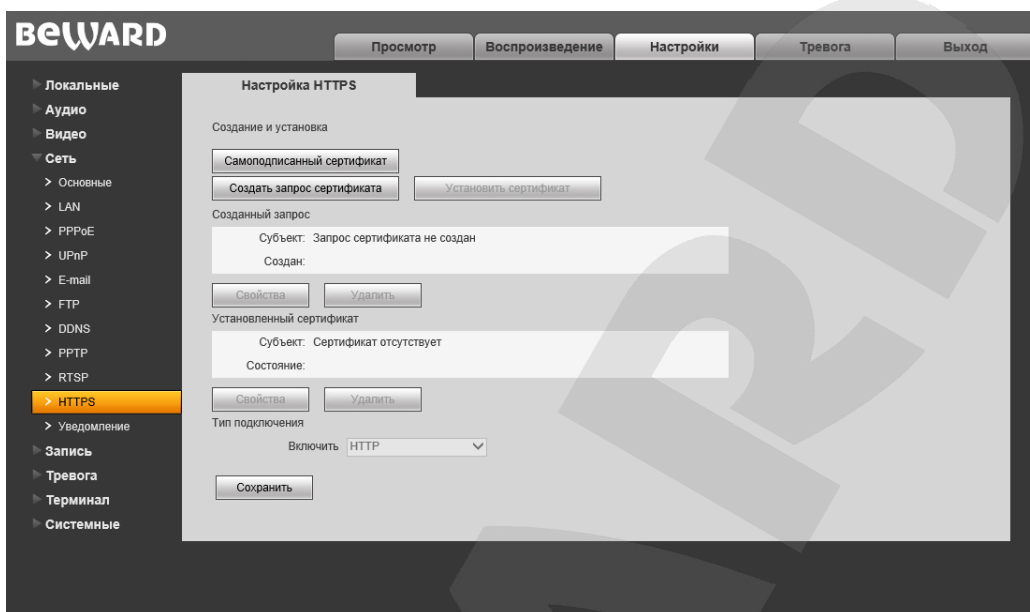 BEWARD
Просмотр
Воспроизведение
Настройки
Тревога
Выход
Локальные
Аудио
Видео
Сеть
Основные
LAN
PPPoE
UPnP
E-mail
FTP
DDNS
PPTP
RTSP
HTTPS
Уведомление
Запись
Тревога
Терминал
Системные
Настройка HTTPS
Создание и установка
Самоподписанный сертификат
Создать запрос сертификата Установить сертификат
Созданный запрос
Субъект: Запрос сертификата не создан
Создан:
Свойства Удалить
Установленный сертификат
Субъект: Сертификат отсутствует
Состояние:
Свойства Удалить
Тип подключения
Включить HTTP
Сохранить